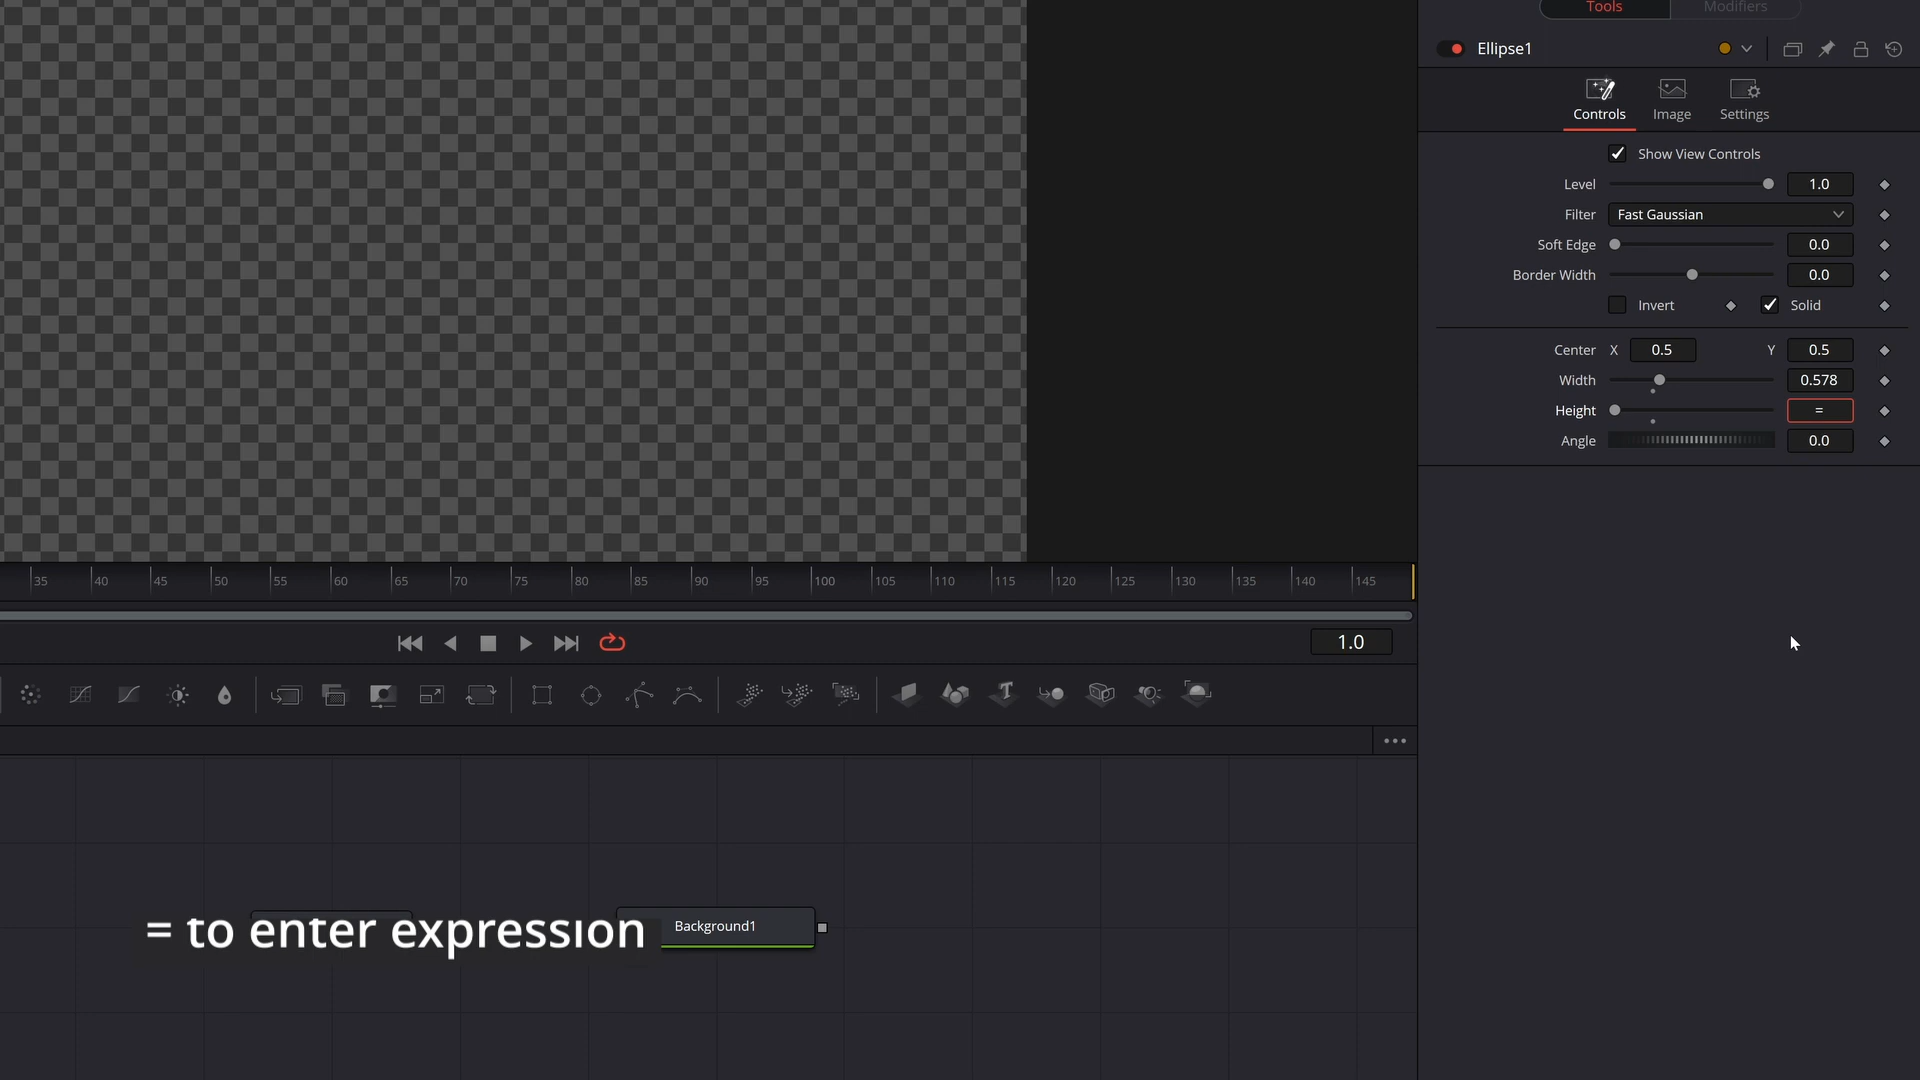 Tools Modifiers
Ellipse1
Controls Image Settings
Show View Controls
Level 1.0
Filter Fast Gaussian
Soft Edge 0.0
Border Width 0.0
Invert Solid
Center X 0.5 Y 0.5
Width 0.578
Height =
Angle 0.0
35 40 45 50 55 60 65 70 75 80 85 90 95 100 105 110 115 120 125 130 135 140 145
1.0
= to enter expression
Background1